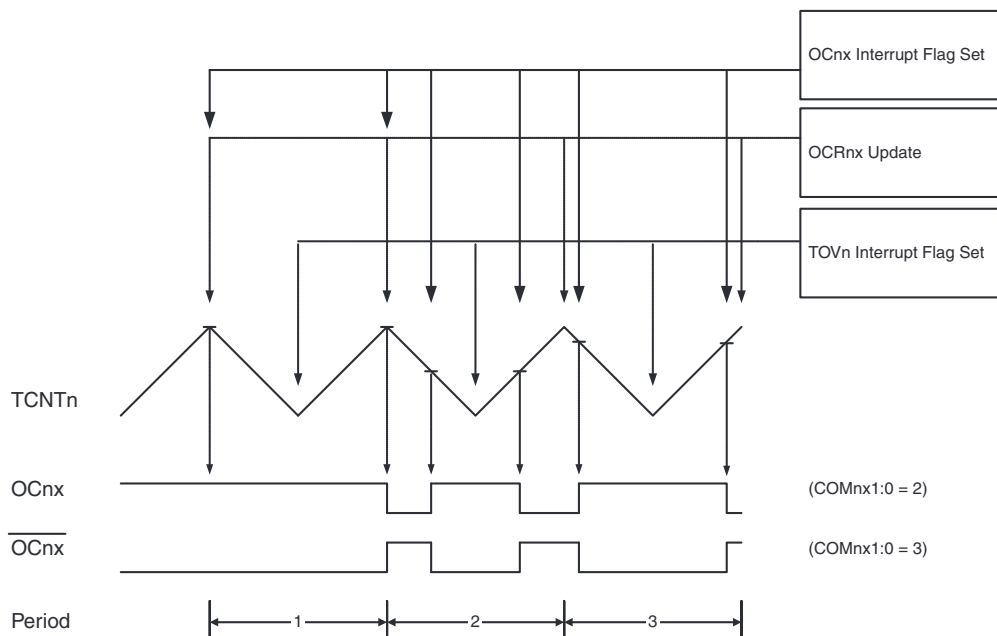 OCnx Interrupt Flag Set
OCRnx Update
TOVn Interrupt Flag Set
TCNTn
OCnx (COMnx1:0 = 2)
OCnx (COMnx1:0 = 3)
Period 1 2 3